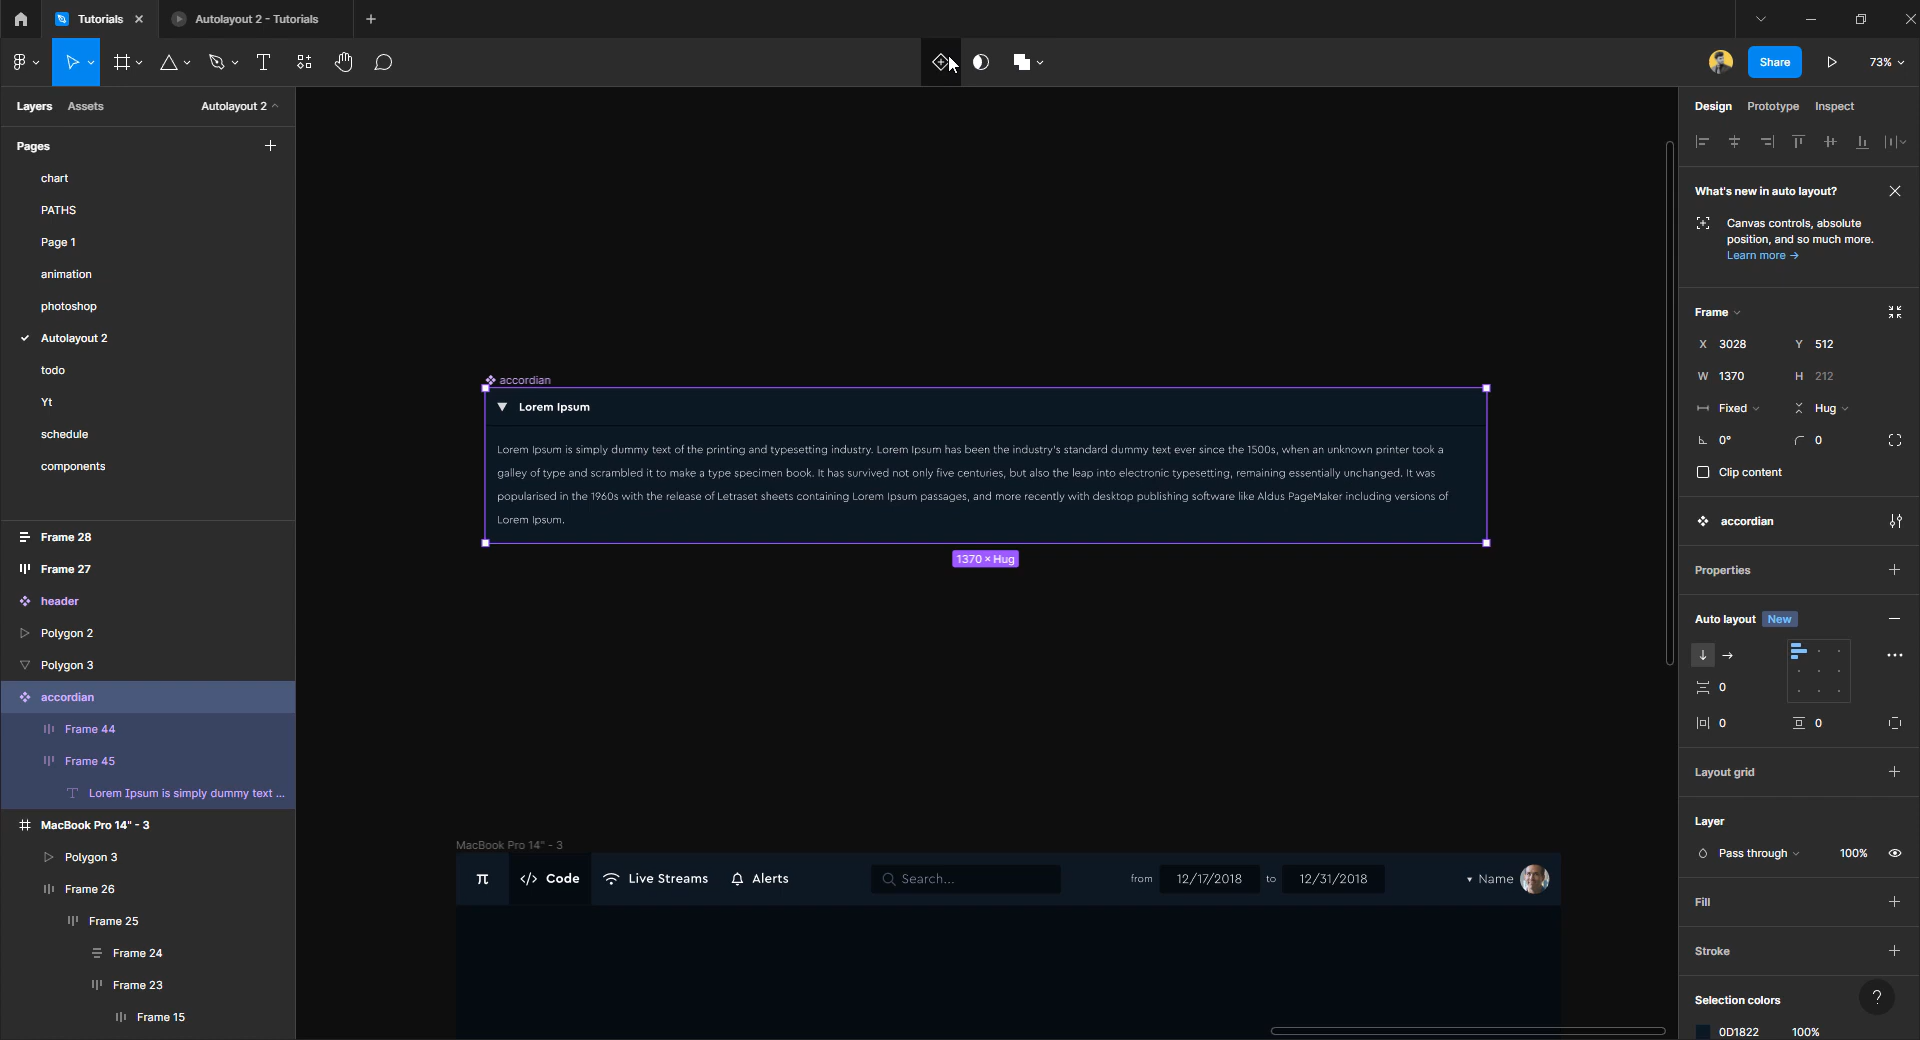 Tutorials
Autolayout 2 - Tutorials
Share
73%
Layers
Assets
Autolayout 2
Pages
chart
PATHS
Page 1
animation
photoshop
Autolayout 2
todo
Yt
schedule
components
Frame 28
Frame 27
header
Polygon 2
Polygon 3
accordian
Frame 44
Frame 45
Lorem Ipsum is simply dummy text ...
MacBook Pro 14" - 3
Polygon 3
Frame 26
Frame 25
Frame 24
Frame 23
Frame 15
accordian
Lorem Ipsum
Lorem Ipsum is simply dummy text of the printing and typesetting industry. Lorem Ipsum has been the industry's standard dummy text ever since the 1500s, when an unknown printer took a
galley of type and scrambled it to make a type specimen book. It has survived not only five centuries, but also the leap into electronic typesetting, remaining essentially unchanged. It was
popularised in the 1960s with the release of Letraset sheets containing Lorem Ipsum passages, and more recently with desktop publishing software like Aldus PageMaker including versions of
Lorem Ipsum.
1370 × Hug
MacBook Pro 14" - 3
π
</> Code
Live Streams
Alerts
Search...
from
12/17/2018
to
12/31/2018
Name
Design
Prototype
Inspect
What's new in auto layout?
Canvas controls, absolute
position, and so much more.
Learn more →
Frame
X 3028
Y 512
W 1370
H 212
Fixed
Hug
0°
0
Clip content
accordian
Properties
Auto layout
New
0
0
0
Layout grid
Layer
Pass through
100%
Fill
Stroke
Selection colors
?
0D1822
100%